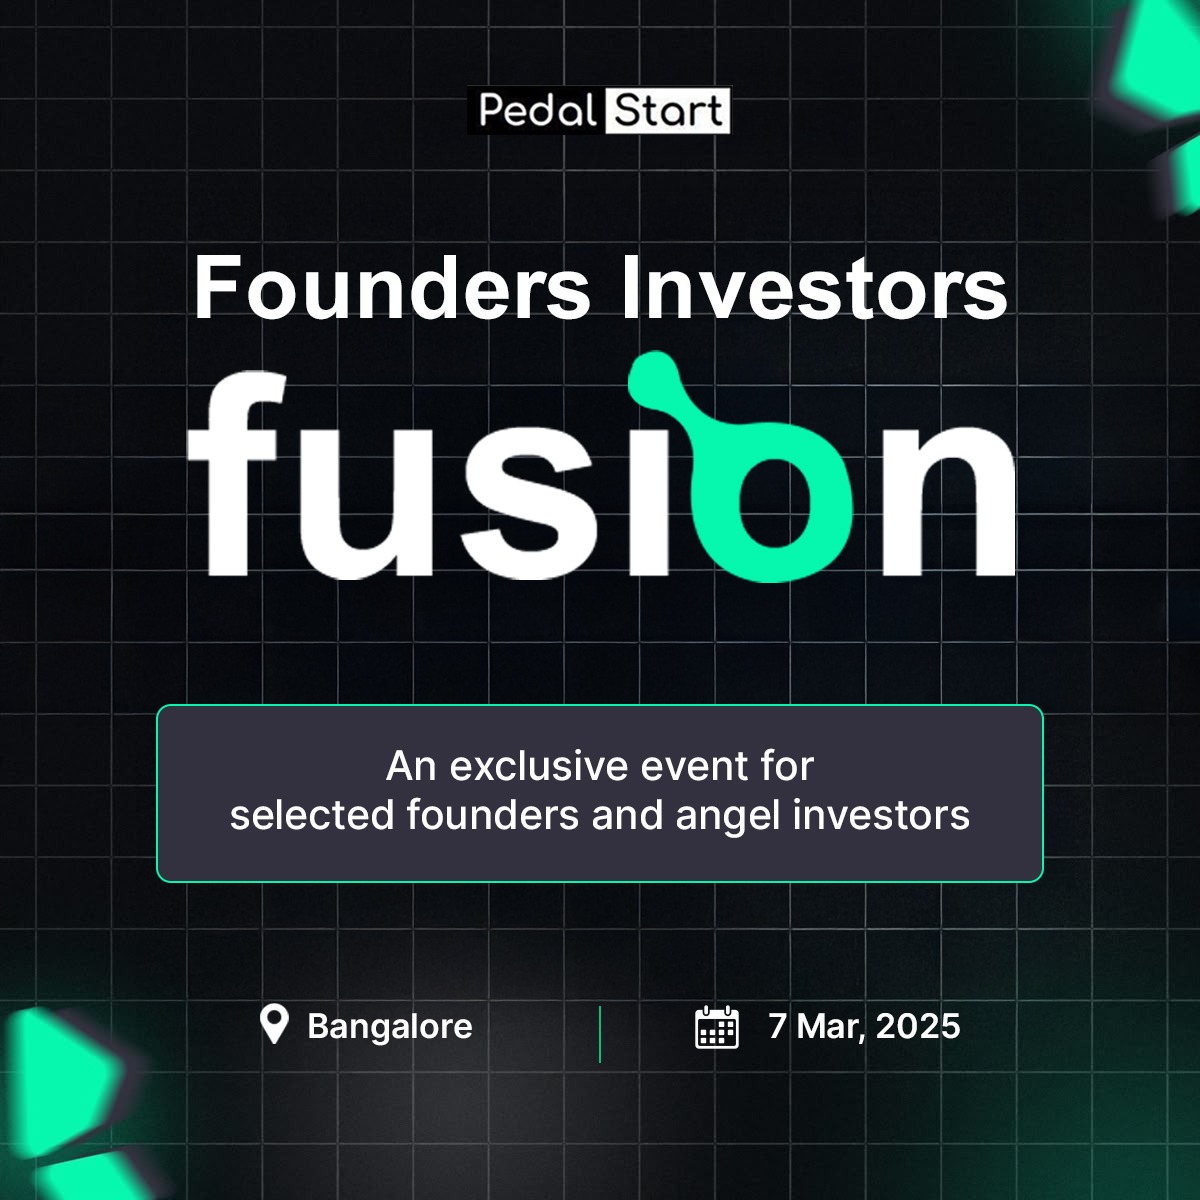 Pedal Start
Founders Investors
fusion
An exclusive event for
selected founders and angel investors
Bangalore
7 Mar, 2025